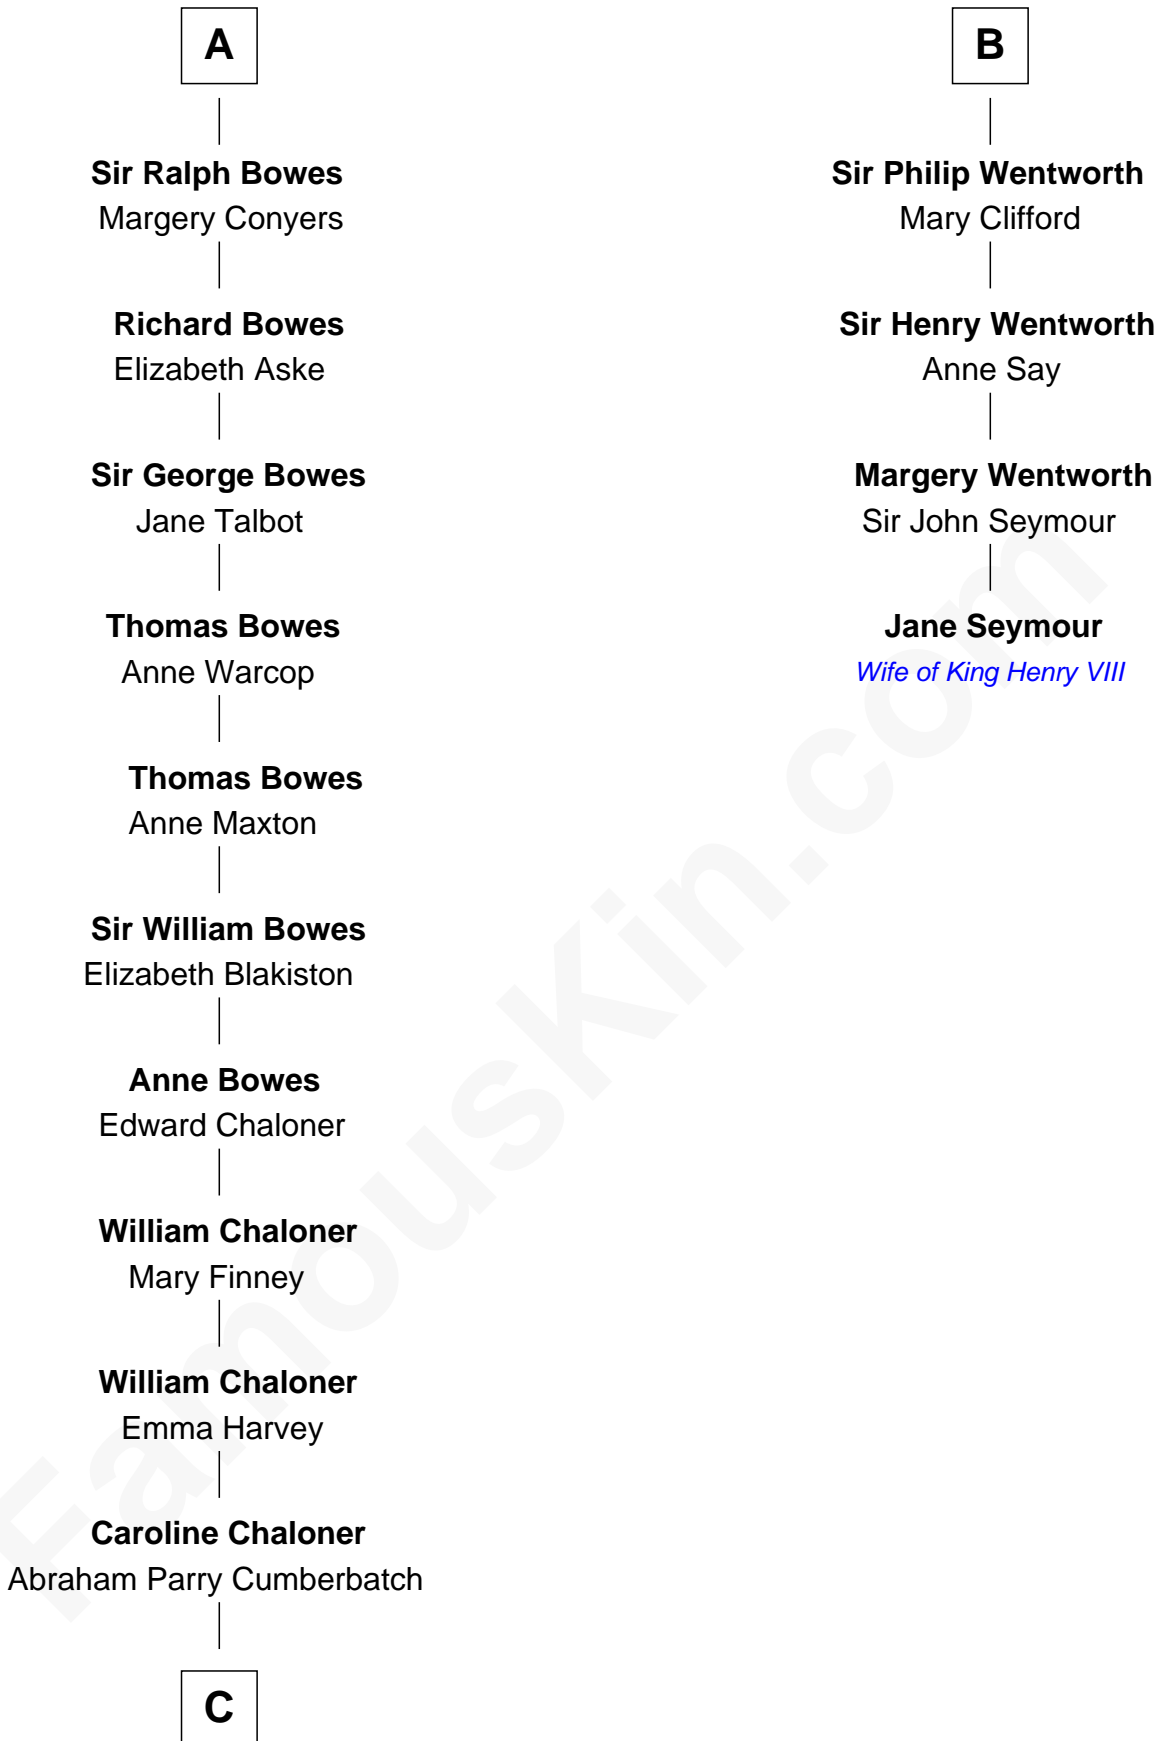 A
Sir Ralph Bowes
Margery Conyers
Richard Bowes
Elizabeth Aske
Sir George Bowes
Jane Talbot
Thomas Bowes
Anne Warcop
Thomas Bowes
Anne Maxton
Sir William Bowes
Elizabeth Blakiston
Anne Bowes
Edward Chaloner
William Chaloner
Mary Finney
William Chaloner
Emma Harvey
Caroline Chaloner
Abraham Parry Cumberbatch
C
B
Sir Philip Wentworth
Mary Clifford
Sir Henry Wentworth
Anne Say
Margery Wentworth
Sir John Seymour
Jane Seymour
Wife of King Henry VIII
FamousKin.com